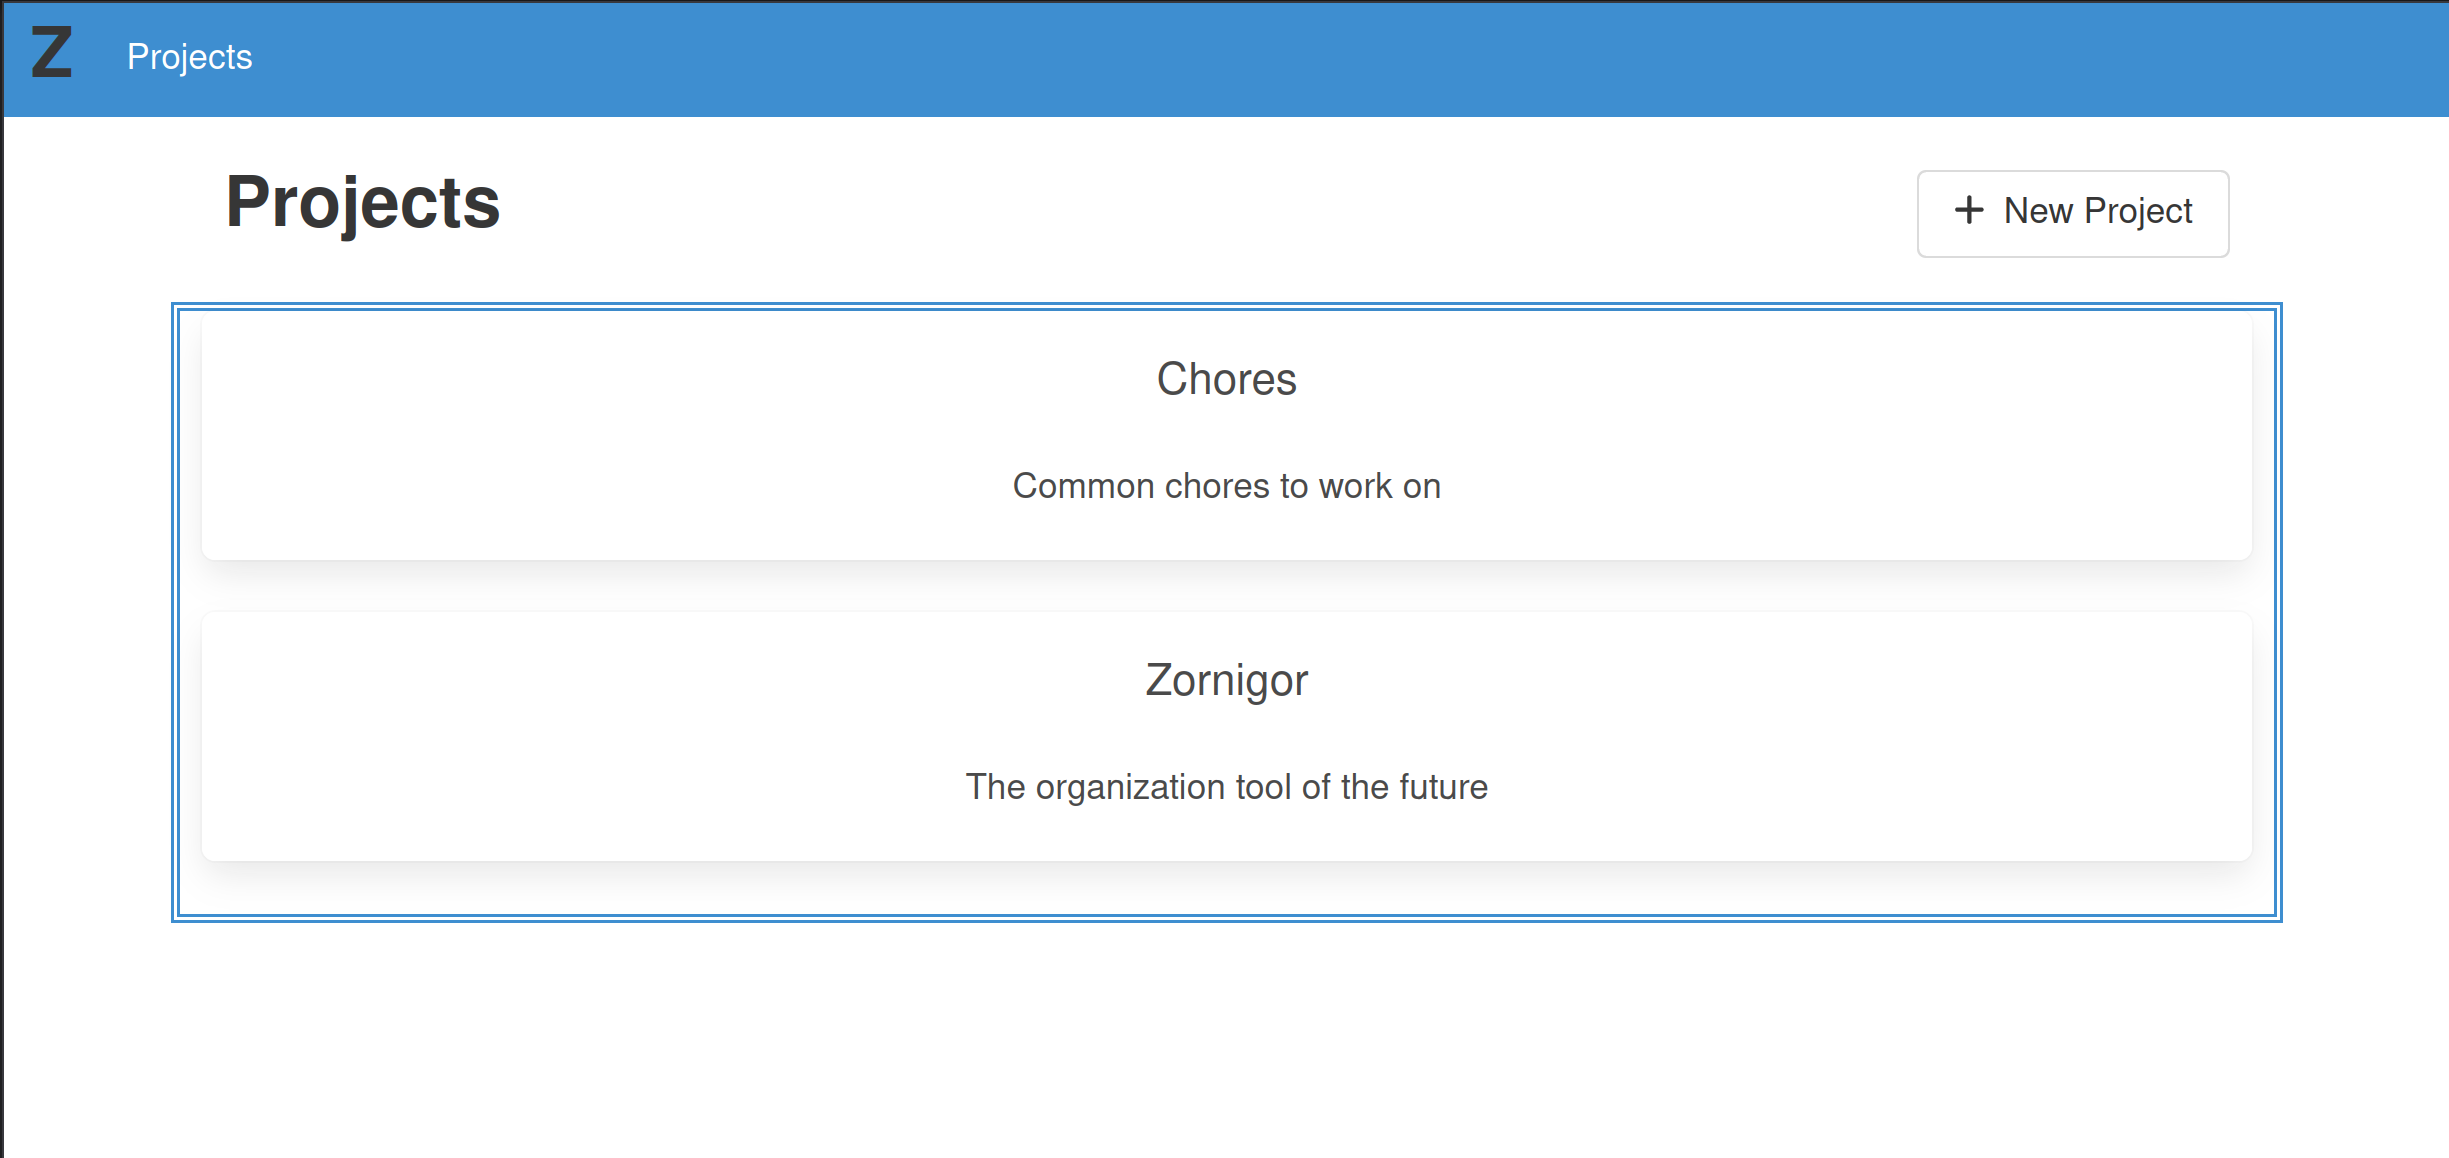 Z Projects
Projects
+ New Project
Chores
Common chores to work on
Zornigor
The organization tool of the future